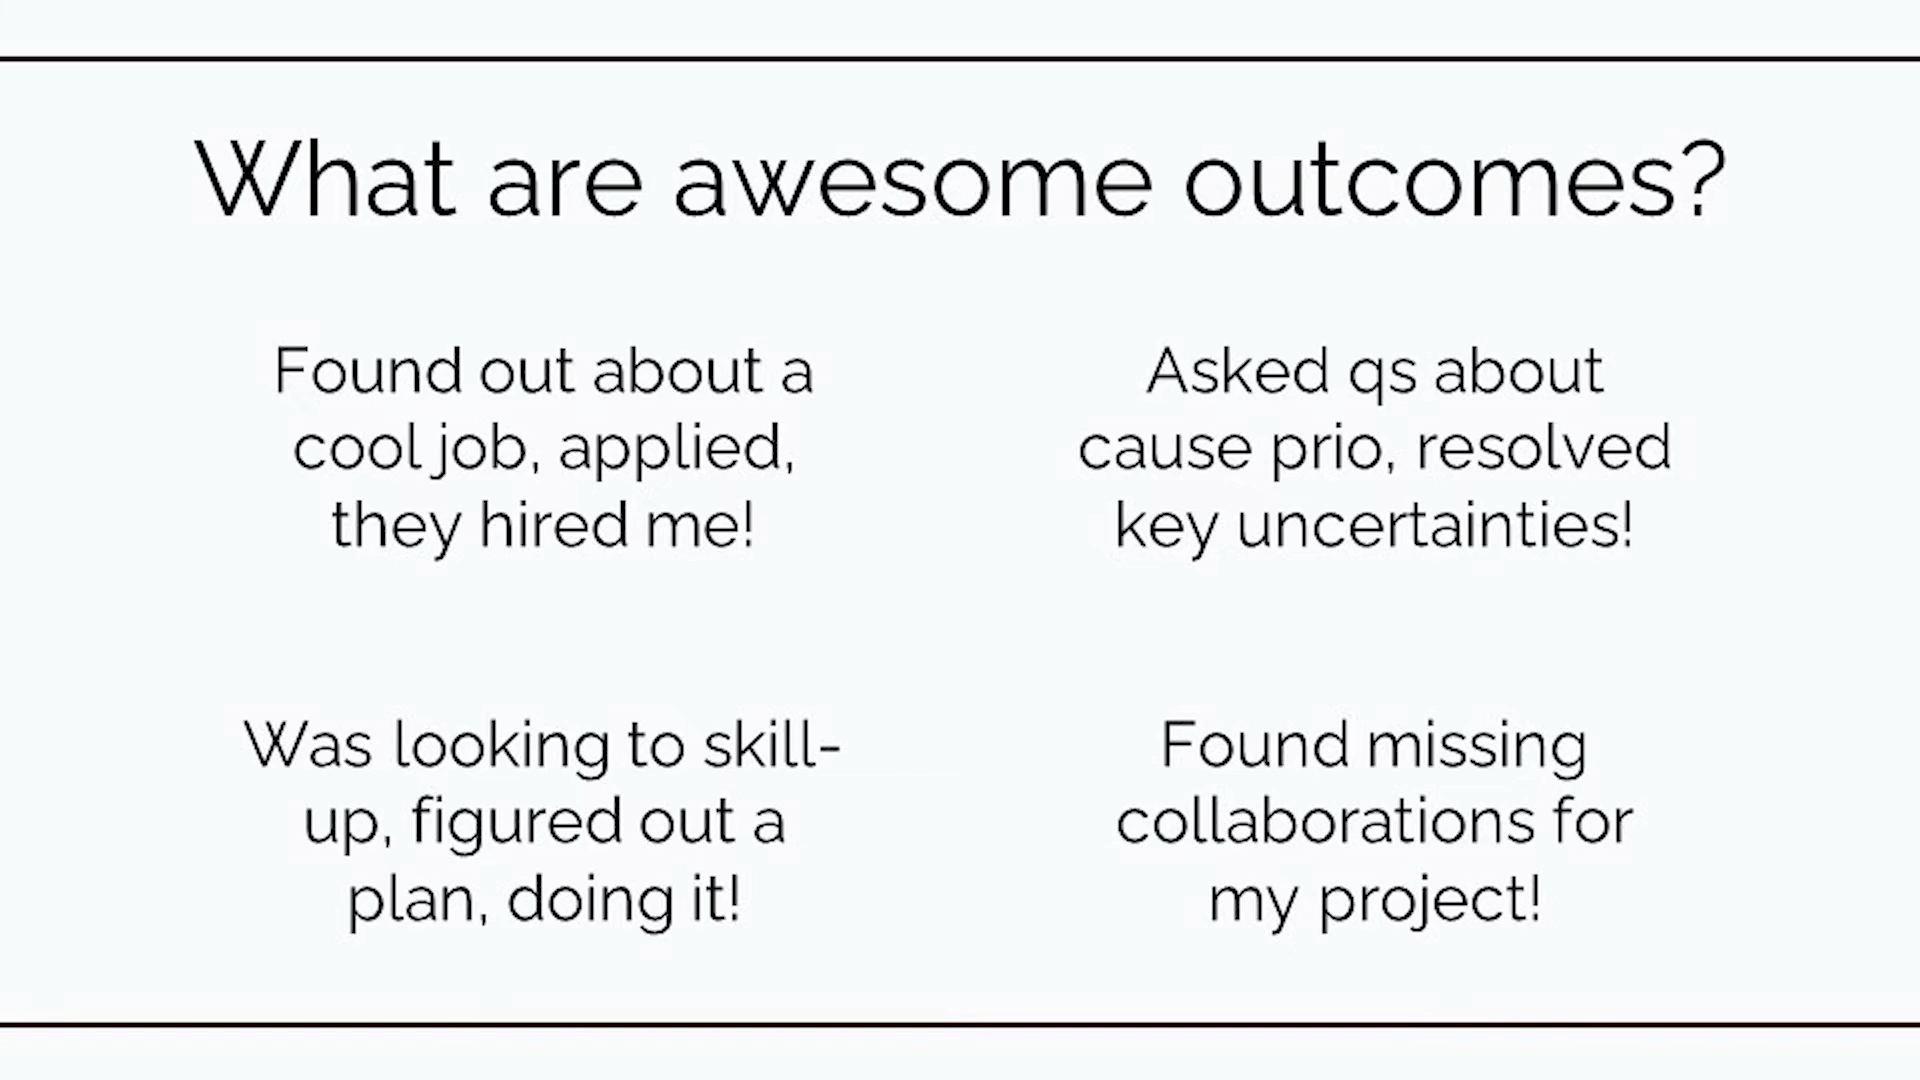 What are awesome outcomes?
Found out about a
cool job, applied,
they hired me!
Asked qs about
cause prio, resolved
key uncertainties!
Was looking to skill-
up, figured out a
plan, doing it!
Found missing
collaborations for
my project!